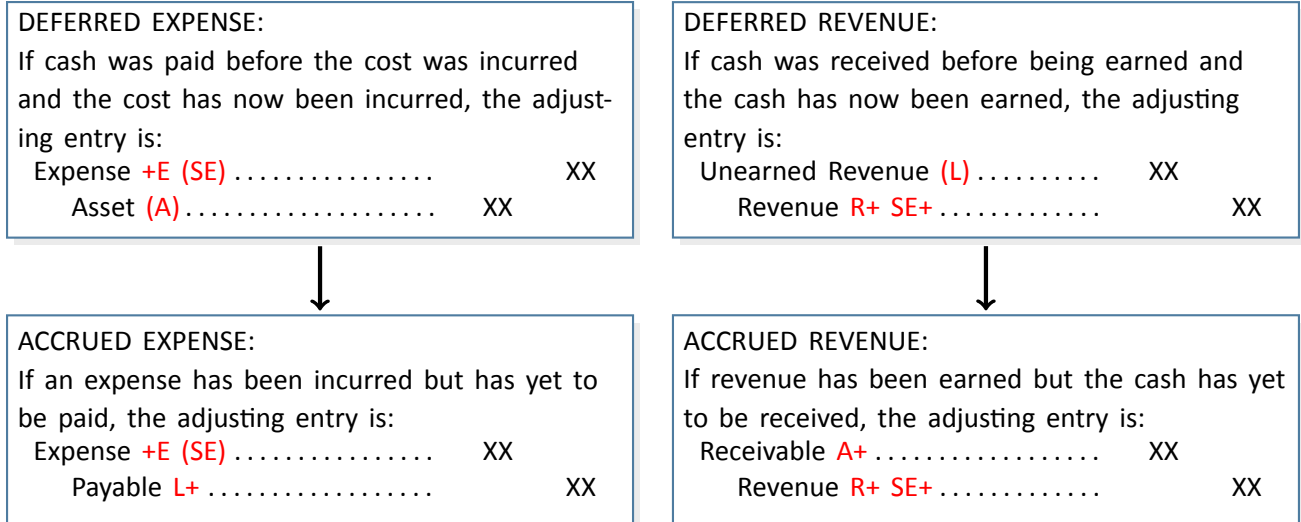 DEFERRED EXPENSE:
If cash was paid before the cost was incurred
and the cost has now been incurred, the adjust-
ing entry is:
Expense +E (SE) . . . . . . . . . . . . . . . . XX
Asset (A) . . . . . . . . . . . . . . . . . . . . . XX
DEFERRED REVENUE:
If cash was received before being earned and
the cash has now been earned, the adjusting
entry is:
Unearned Revenue (L) . . . . . . . . . . XX
Revenue R+ SE+ . . . . . . . . . . . . . XX
ACCRUED EXPENSE:
If an expense has been incurred but has yet to
be paid, the adjusting entry is:
Expense +E (SE) . . . . . . . . . . . . . . . . XX
Payable L+ . . . . . . . . . . . . . . . . . . . XX
ACCRUED REVENUE:
If revenue has been earned but the cash has yet
to be received, the adjusting entry is:
Receivable A+ . . . . . . . . . . . . . . . . . . . XX
Revenue R+ SE+ . . . . . . . . . . . . . XX